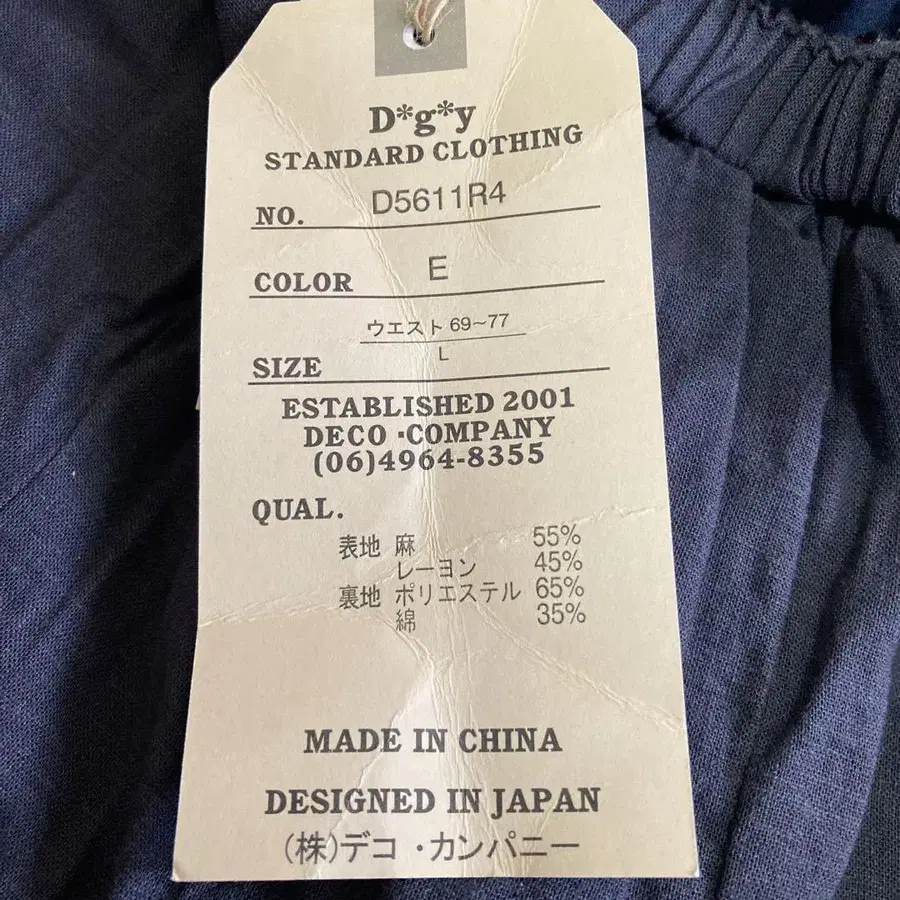 D*g*y
STANDARD CLOTHING
NO. D5611R4
COLOR E
ウエスト 69~77
L
SIZE
ESTABLISHED 2001
DECO・COMPANY
(06)4964-8355
QUAL.
表地 麻 55%
レーヨン 45%
裏地 ポリエステル 65%
綿 35%
MADE IN CHINA
DESIGNED IN JAPAN
(株)デコ・カンパニー